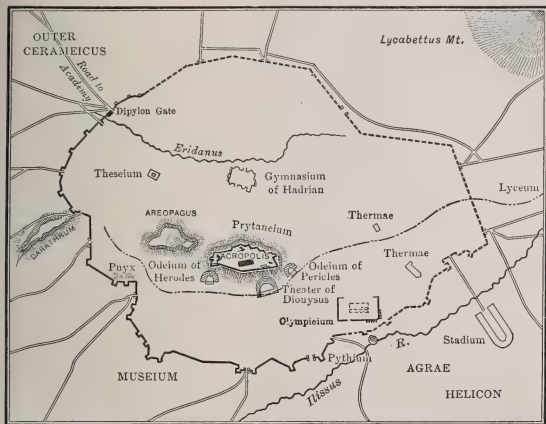 OUTER
CERAMEICUS
Road to
Academy
Lycabettus Mt.
Dipylon Gate
Eridanus
Theseium
Gymnasium
of Hadrian
Lyceum
AREOPAGUS
Prytaneium
Thermae
BARATHRUM
ACROPOLIS
Pnyx
Odeium of
Herodes
Odeium of
Pericles
Thermae
Theater of
Dionysus
Olympieium
Stadium
Pythium
R.
AGRAE
MUSEIUM
Ilissus
HELICON